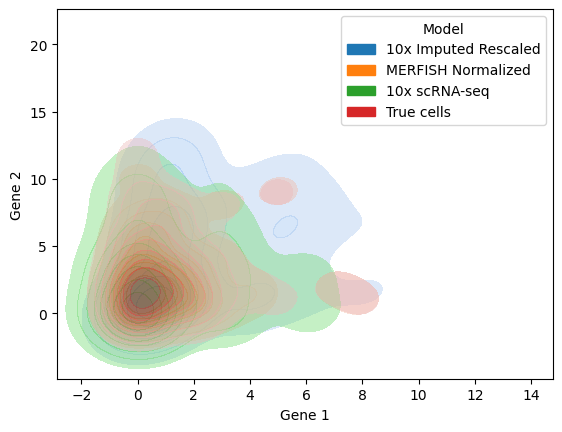 Model
10x Imputed Rescaled
MERFISH Normalized
10x scRNA-seq
True cells
20
15
10
5
0
Gene 2
−2 0 2 4 6 8 10 12 14
Gene 1